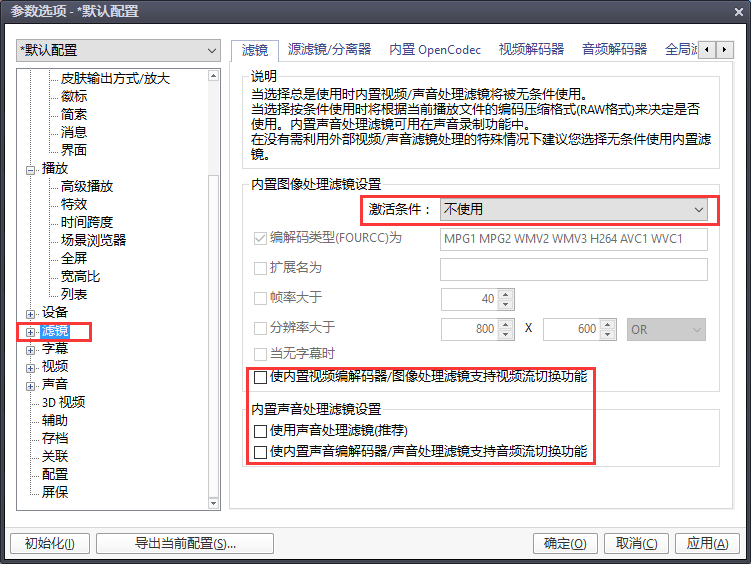 参数选项 - *默认配置
*默认配置
皮肤输出方式/放大
徽标
简索
消息
界面
播放
高级播放
特效
时间跨度
场景浏览器
全屏
宽高比
列表
设备
滤镜
字幕
视频
声音
3D 视频
辅助
存档
关联
配置
屏保
滤镜
源滤镜/分离器
内置 OpenCodec
视频解码器
音频解码器
全局滤
说明
当选择总是使用时内置视频/声音处理滤镜将被无条件使用。
当选择按条件使用时将根据当前播放文件的编码压缩格式(RAW格式)来决定是否
使用。内置声音处理滤镜可用在声音录制功能中。
在没有需利用外部视频/声音滤镜处理的特殊情况下建议您选择无条件使用内置滤
镜。
内置图像处理滤镜设置
激活条件： 不使用
编解码类型(FOURCC)为 MPG1 MPG2 WMV2 WMV3 H264 AVC1 WVC1
扩展名为
帧率大于 40
分辨率大于 800 X 600 OR
当无字幕时
使内置视频编解码器/图像处理滤镜支持视频流切换功能
内置声音处理滤镜设置
使用声音处理滤镜(推荐)
使内置声音编解码器/声音处理滤镜支持音频流切换功能
初始化(I)
导出当前配置(S)...
确定(O)
取消(C)
应用(A)